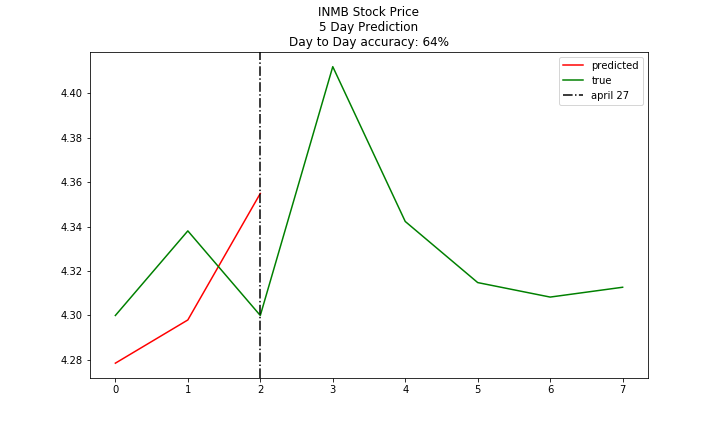 INMB Stock Price
5 Day Prediction
Day to Day accuracy: 64%
predicted
true
april 27
4.40
4.38
4.36
4.34
4.32
4.30
4.28
0 1 2 3 4 5 6 7